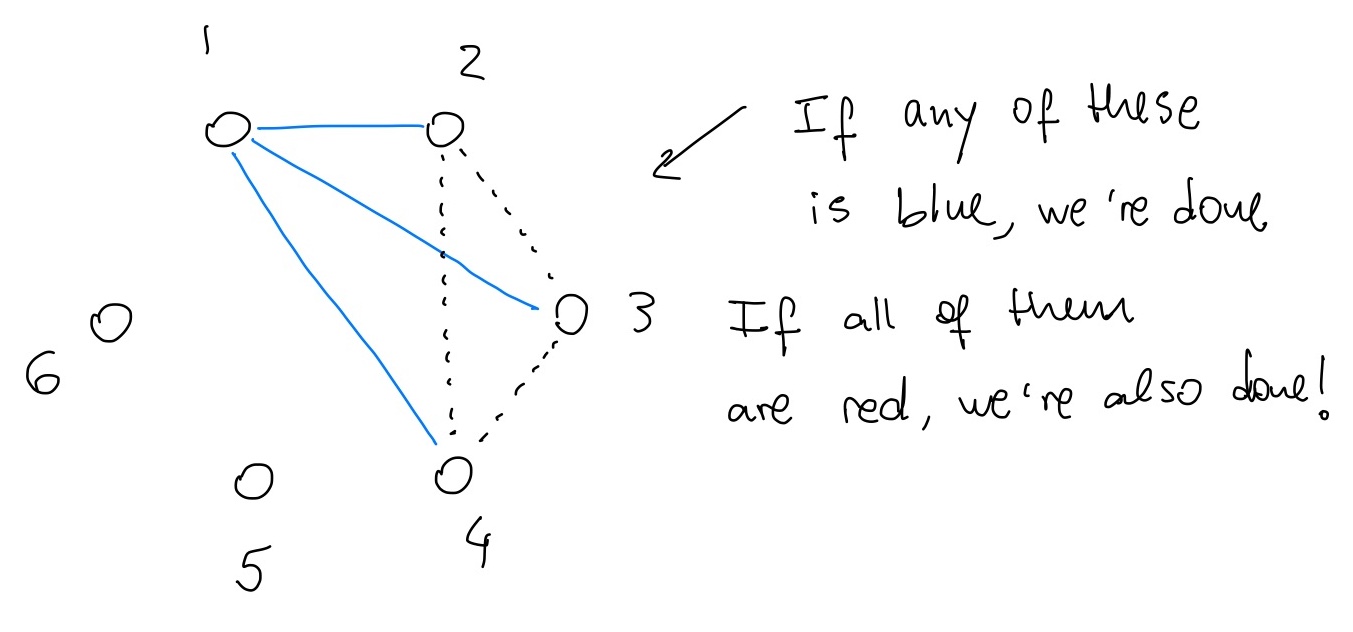 1
2
If any of these
is blue, we're done
3
If all of them
are red, we're also done!
6
4
5